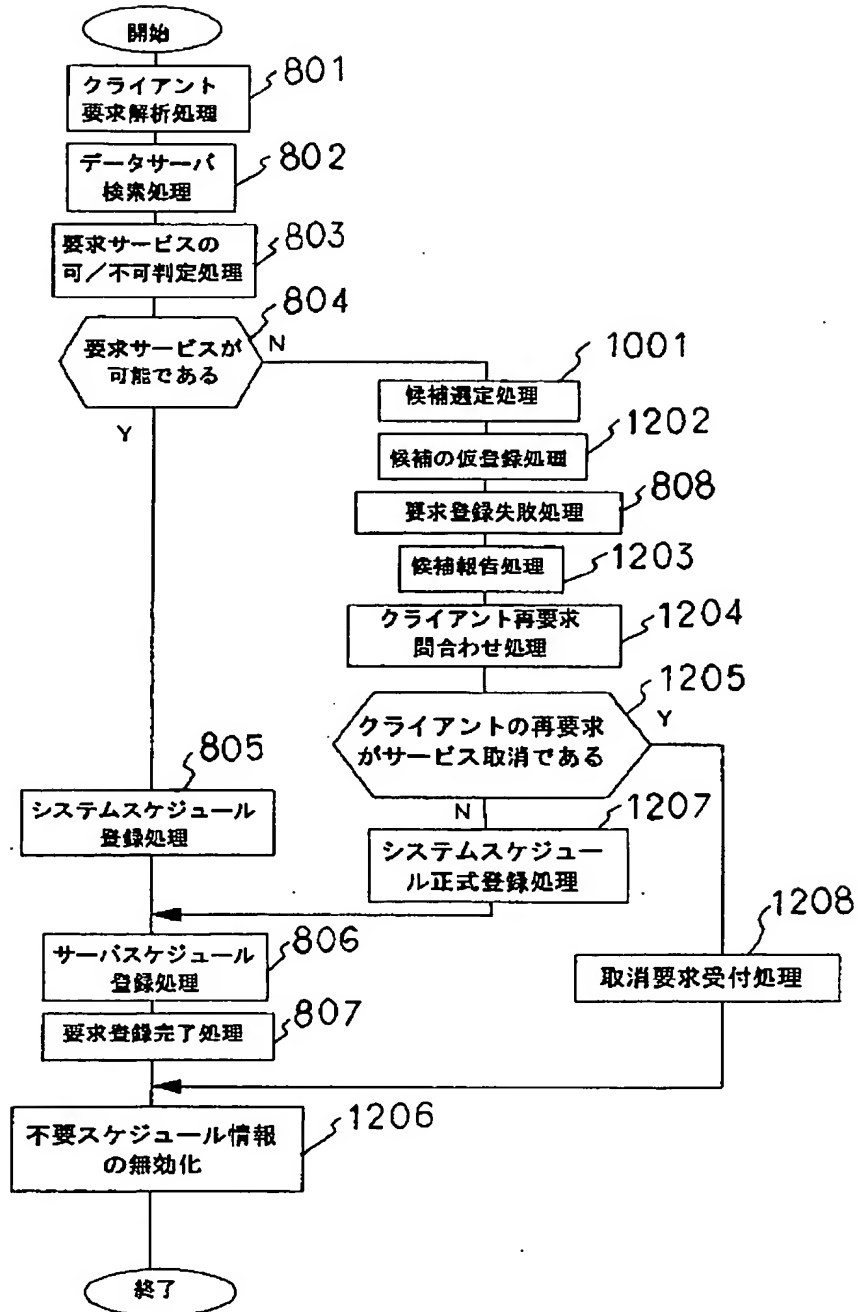 開始
クライアント
要求解析処理
801
データサーバ
検索処理
802
要求サービスの
可／不可判定処理
803
要求サービスが
可能である
804
N
Y
候補選定処理
1001
候補の仮登録処理
1202
要求登録失敗処理
808
候補報告処理
1203
クライアント再要求
問合わせ処理
1204
クライアントの再要求
がサービス取消である
1205
Y
N
システムスケジュール
登録処理
805
システムスケジュー
ル正式登録処理
1207
サーバスケジュール
登録処理
806
取消要求受付処理
1208
要求登録完了処理
807
不要スケジュール情報
の無効化
1206
終了